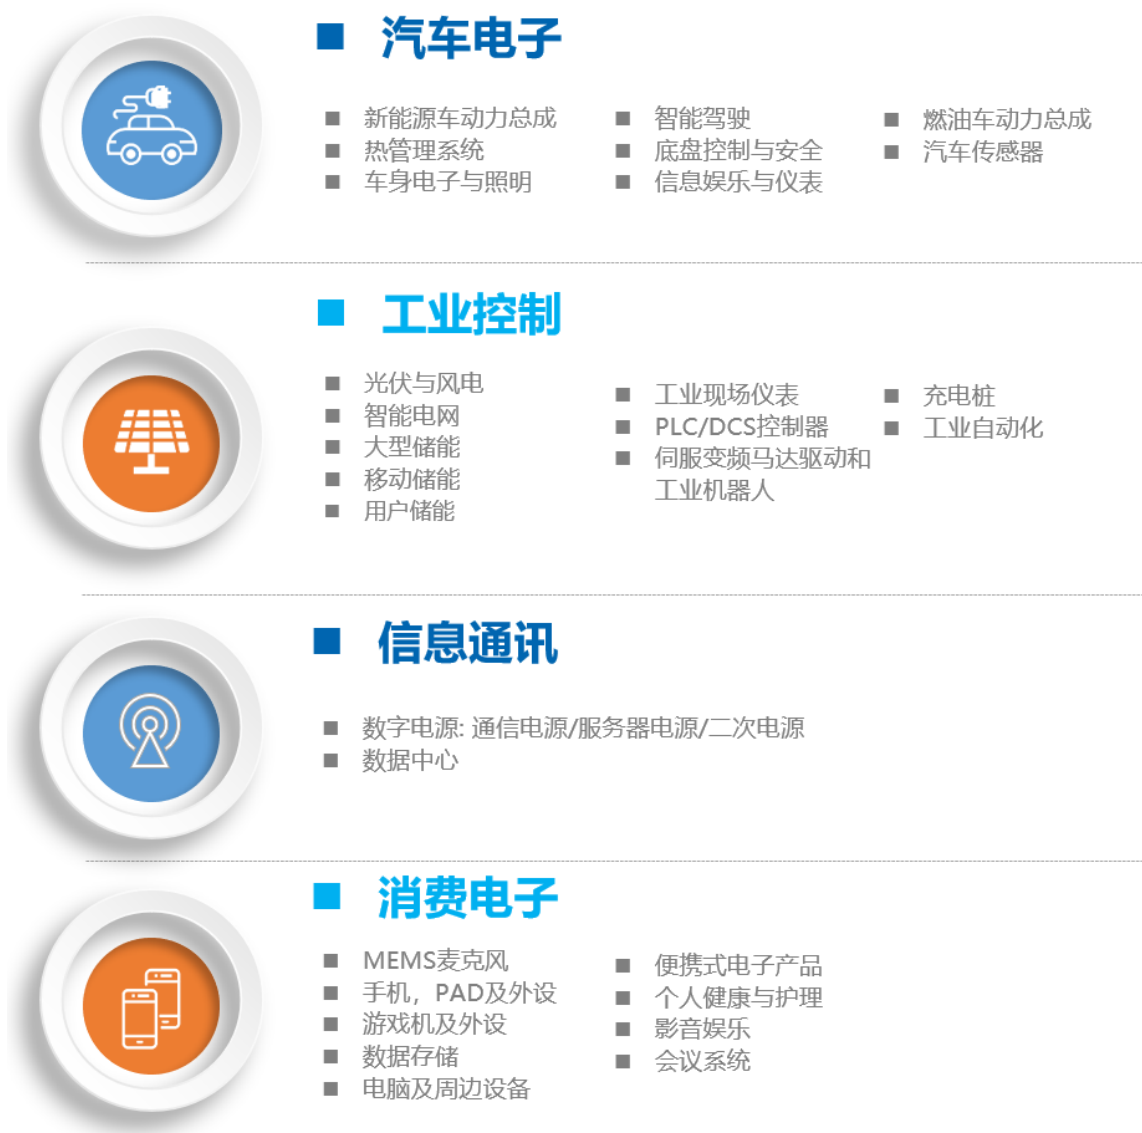 汽车电子
新能源车动力总成
热管理系统
车身电子与照明
智能驾驶
底盘控制与安全
信息娱乐与仪表
燃油车动力总成
汽车传感器
工业控制
光伏与风电
智能电网
大型储能
移动储能
用户储能
工业现场仪表
PLC/DCS控制器
伺服变频马达驱动和
工业机器人
充电桩
工业自动化
信息通讯
数字电源: 通信电源/服务器电源/二次电源
数据中心
消费电子
MEMS麦克风
手机，PAD及外设
游戏机及外设
数据存储
电脑及周边设备
便携式电子产品
个人健康与护理
影音娱乐
会议系统